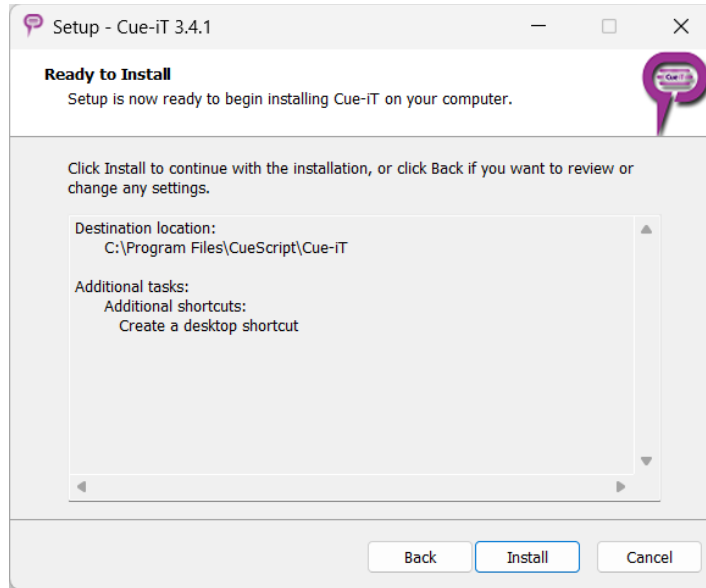 Setup - Cue-iT 3.4.1
Ready to Install
Setup is now ready to begin installing Cue-iT on your computer.
Cue-iT
Click Install to continue with the installation, or click Back if you want to review or
change any settings.
Destination location:
C:\Program Files\CueScript\Cue-iT
Additional tasks:
Additional shortcuts:
Create a desktop shortcut
Back
Install
Cancel